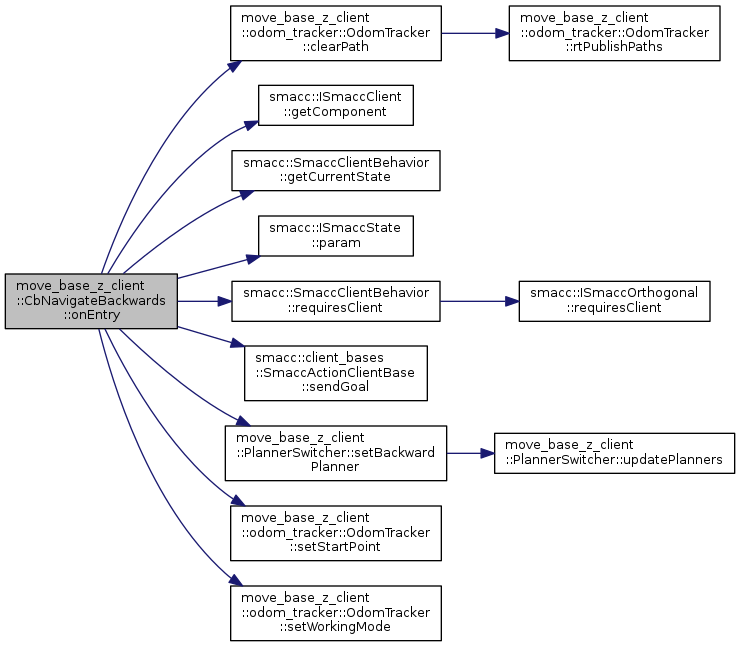 move_base_z_client
::CbNavigateBackwards
::onEntry
move_base_z_client
::odom_tracker::OdomTracker
::clearPath
move_base_z_client
::odom_tracker::OdomTracker
::rtPublishPaths
smacc::ISmaccClient
::getComponent
smacc::SmaccClientBehavior
::getCurrentState
smacc::ISmaccState
::param
smacc::SmaccClientBehavior
::requiresClient
smacc::ISmaccOrthogonal
::requiresClient
smacc::client_bases
::SmaccActionClientBase
::sendGoal
move_base_z_client
::PlannerSwitcher::setBackward
Planner
move_base_z_client
::PlannerSwitcher::updatePlanners
move_base_z_client
::odom_tracker::OdomTracker
::setStartPoint
move_base_z_client
::odom_tracker::OdomTracker
::setWorkingMode